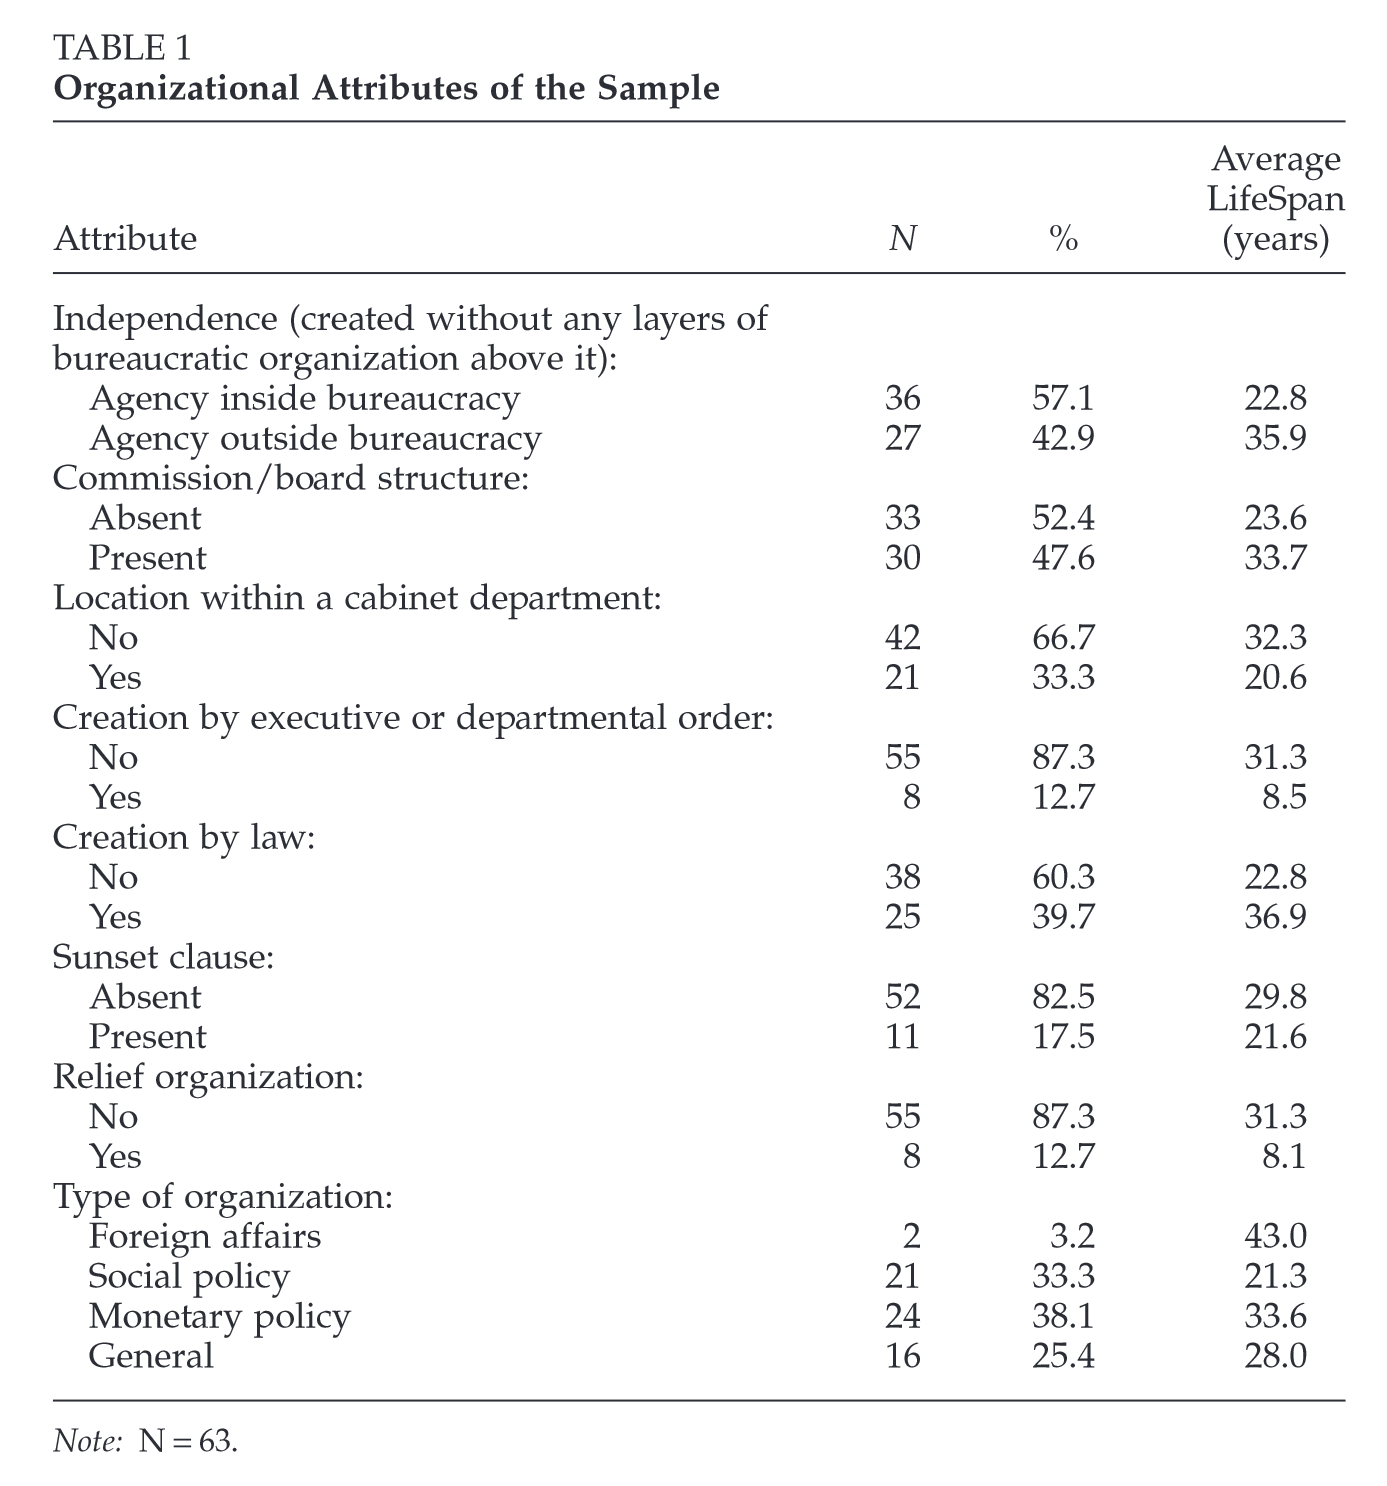 TABLE 1
Organizational Attributes of the Sample
Average
LifeSpan
Attribute N % (years)
Independence (created without any layers of
bureaucratic organization above it):
Agency inside bureaucracy 36 57.1 22.8
Agency outside bureaucracy 27 42.9 35.9
Commission/board structure:
Absent 33 52.4 23.6
Present 30 47.6 33.7
Location within a cabinet department:
No 42 66.7 32.3
Yes 21 33.3 20.6
Creation by executive or departmental order:
No 55 87.3 31.3
Yes 8 12.7 8.5
Creation by law:
No 38 60.3 22.8
Yes 25 39.7 36.9
Sunset clause:
Absent 52 82.5 29.8
Present 11 17.5 21.6
Relief organization:
No 55 87.3 31.3
Yes 8 12.7 8.1
Type of organization:
Foreign affairs 2 3.2 43.0
Social policy 21 33.3 21.3
Monetary policy 24 38.1 33.6
General 16 25.4 28.0
Note: N = 63.